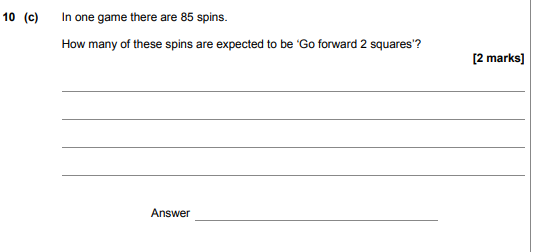 10 (c) In one game there are 85 spins.
How many of these spins are expected to be ‘Go forward 2 squares’?
[2 marks]
Answer